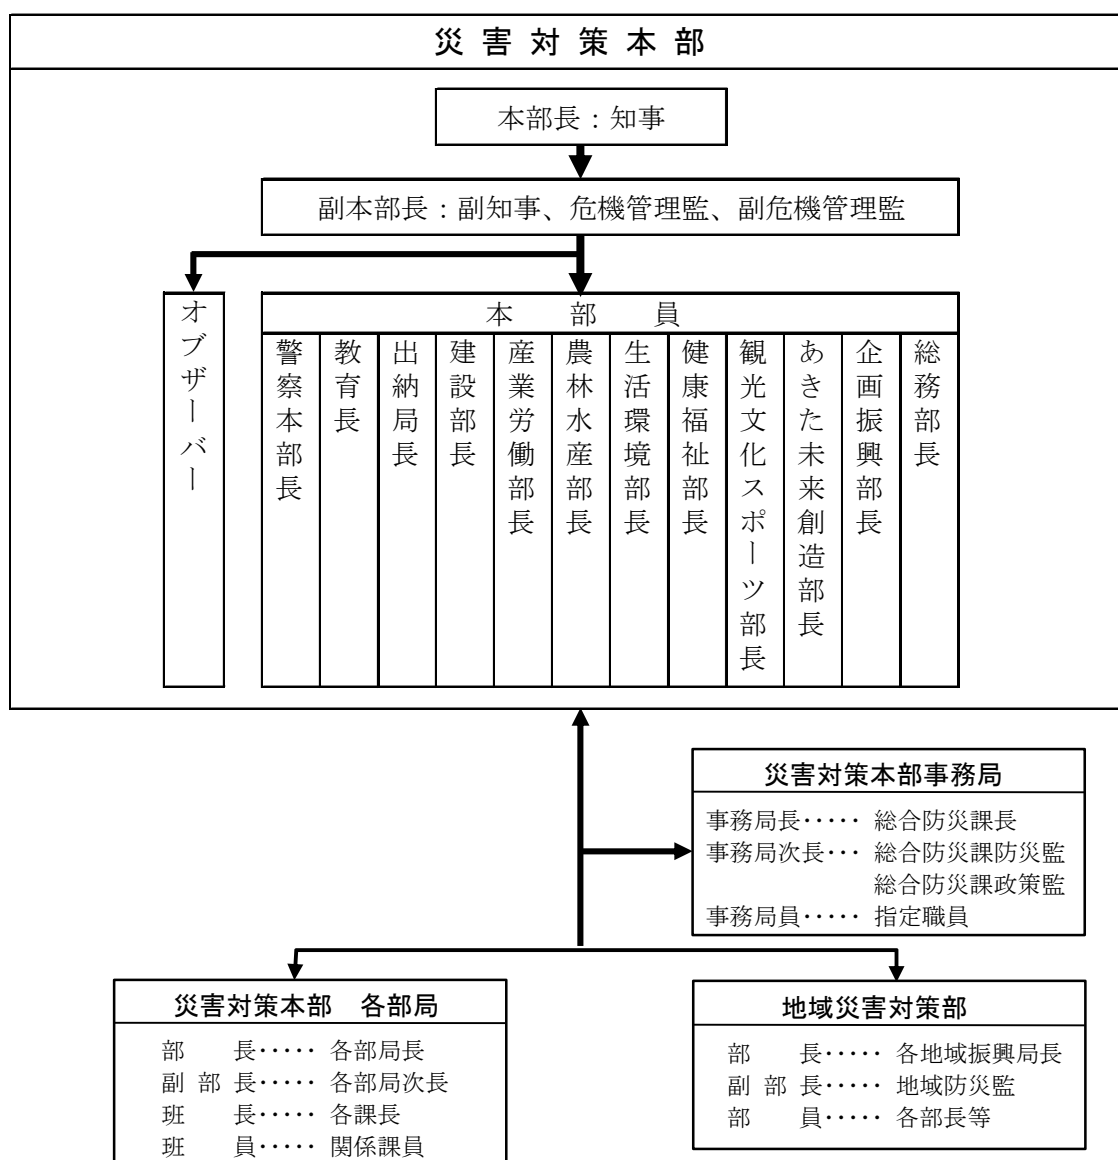 災害対策本部
本部長：知事
副本部長：副知事、危機管理監、副危機管理監
本部員
総務部長
企画振興部長
あきた未来創造部長
観光文化スポーツ部長
健康福祉部長
生活環境部長
農林水産部長
産業労働部長
建設部長
出納局長
教育長
警察本部長
オブザーバー
災害対策本部事務局
事務局長‥‥・ 総合防災課長
事務局次長‥・ 総合防災課防災監
総合防災課政策監
事務局員‥‥・ 指定職員
災害対策本部　各部局
部　長‥‥・ 各部局長
副部長‥‥・ 各部局次長
班　長‥‥・ 各課長
班　員‥‥・ 関係課員
地域災害対策部
部　長‥‥・ 各地域振興局長
副部長‥‥・ 地域防災監
部　員‥‥・ 各部長等